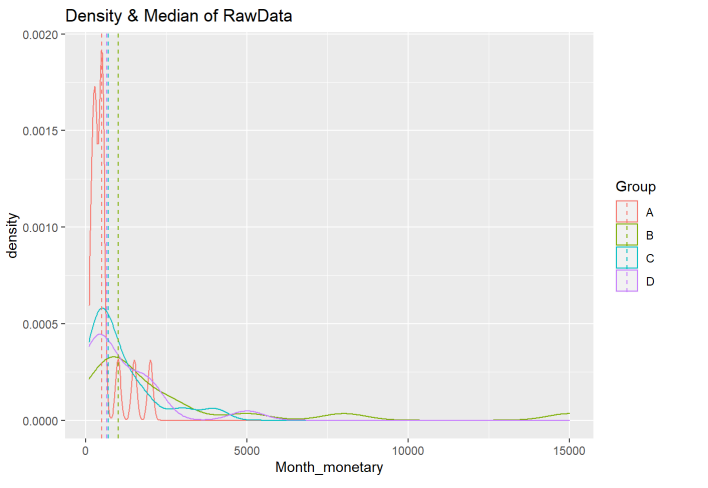 Density & Median of RawData
0.0020
0.0015
0.0010
0.0005
0.0000
density
0
5000
10000
15000
Month_monetary
Group
A
B
C
D